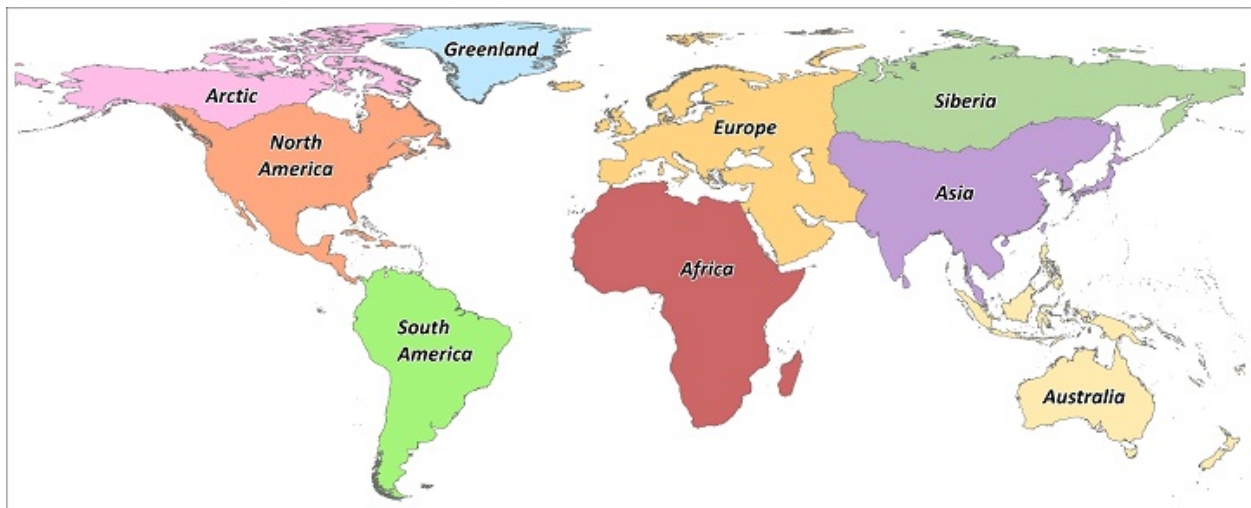 Greenland
Arctic
Siberia
Europe
North
America
Asia
Africa
South
America
Australia